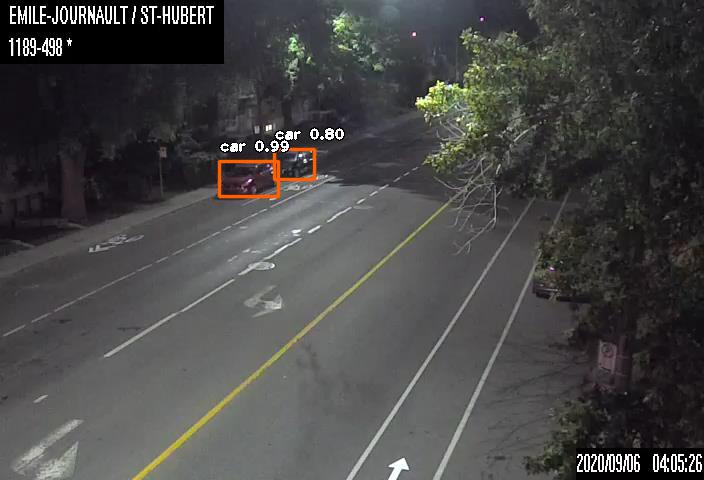 EMILE-JOURNAULT / ST-HUBERT
1189-498 *
car 0.99
car 0.80
2020/09/06 04:05:26